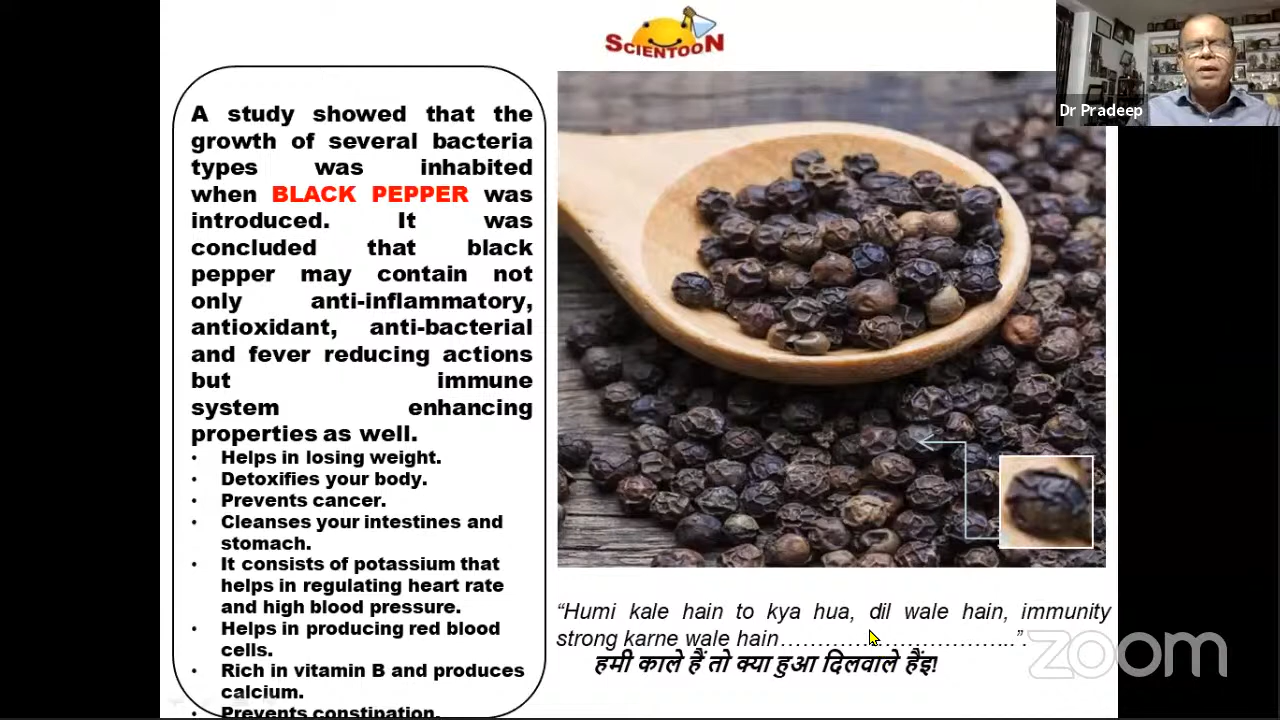 SCIENTOON
Dr Pradeep
A study showed that the
growth of several bacteria
types was inhabited
when BLACK PEPPER was
introduced. It was
concluded that black
pepper may contain not
only anti-inflammatory,
antioxidant, anti-bacterial
and fever reducing actions
but immune
system enhancing
properties as well.
• Helps in losing weight.
• Detoxifies your body.
• Prevents cancer.
• Cleanses your intestines and
stomach.
• It consists of potassium that
helps in regulating heart rate
and high blood pressure.
• Helps in producing red blood
cells.
• Rich in vitamin B and produces
calcium.
• Prevents constipation.
“Humi kale hain to kya hua, dil wale hain, immunity
strong karne wale hain…………………………..”.
हमी काले हैं तो क्या हुआ दिलवाले हैंइ!
zoom